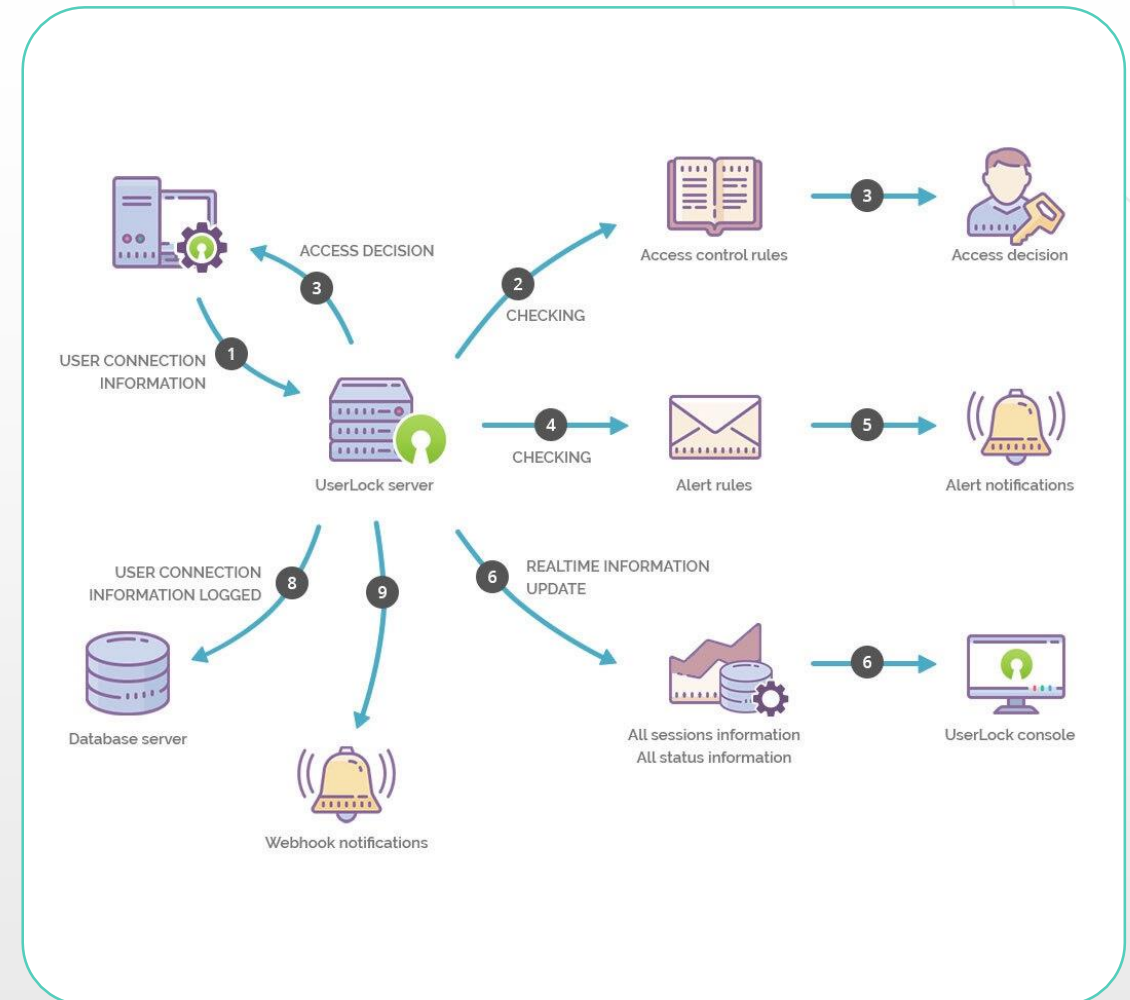 ACCESS DECISION
3
Access control rules
3
Access decision
2
CHECKING
USER CONNECTION
INFORMATION
1
UserLock server
4
CHECKING
Alert rules
5
Alert notifications
USER CONNECTION
INFORMATION LOGGED
8
9
6
REALTIME INFORMATION
UPDATE
Database server
Webhook notifications
All sessions information
All status information
6
UserLock console